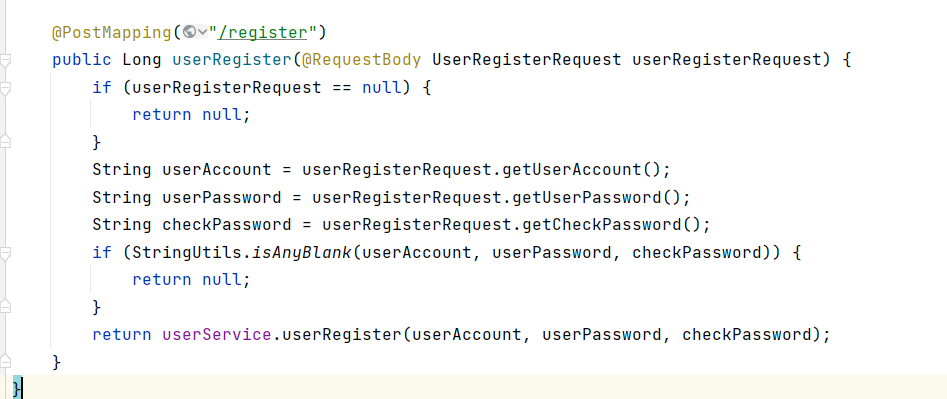 @PostMapping("/register")
public Long userRegister(@RequestBody UserRegisterRequest userRegisterRequest) {
    if (userRegisterRequest == null) {
        return null;
    }
    String userAccount = userRegisterRequest.getUserAccount();
    String userPassword = userRegisterRequest.getUserPassword();
    String checkPassword = userRegisterRequest.getCheckPassword();
    if (StringUtils.isAnyBlank(userAccount, userPassword, checkPassword)) {
        return null;
    }
    return userService.userRegister(userAccount, userPassword, checkPassword);
}
}